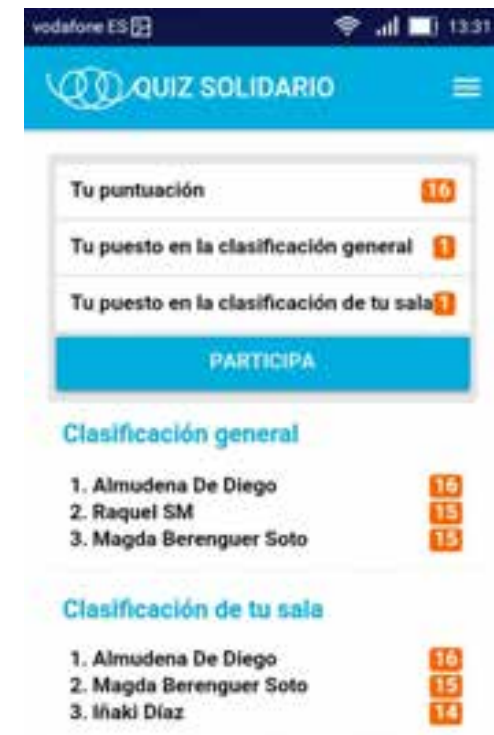 vodafone ES 13:31
QUIZ SOLIDARIO
Tu puntuación 16
Tu puesto en la clasificación general 1
Tu puesto en la clasificación de tu sala 1
PARTICIPA
Clasificación general
1. Almudena De Diego 16
2. Raquel SM 15
3. Magda Berenguer Soto 15
Clasificación de tu sala
1. Almudena De Diego 16
2. Magda Berenguer Soto 15
3. Iñaki Díaz 14